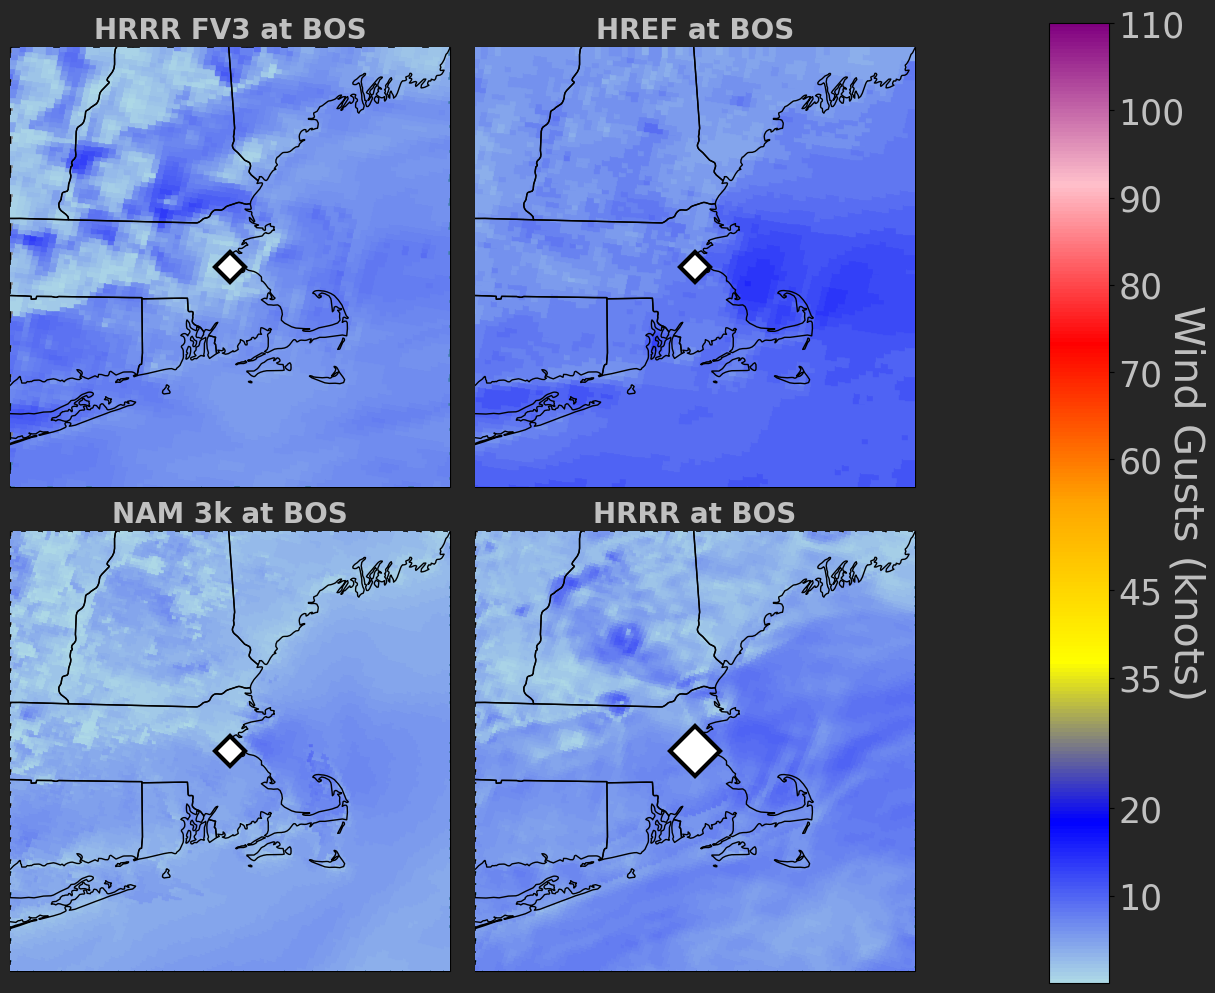 HRRR FV3 at BOS
HREF at BOS
NAM 3k at BOS
HRRR at BOS
110
100
90
80
70
60
45
35
20
10
Wind Gusts (knots)